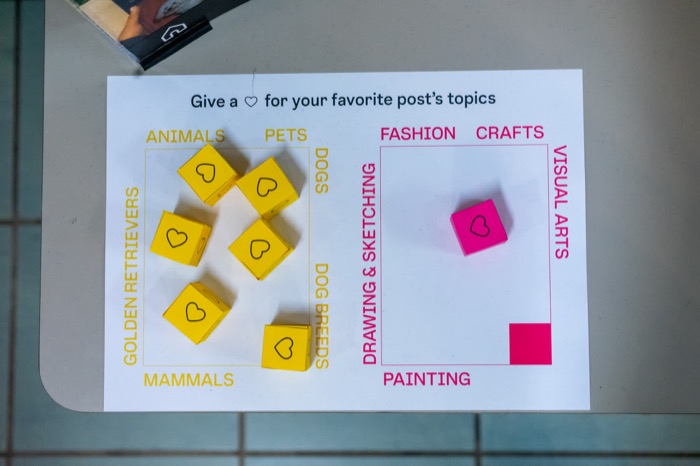 Give a ♡ for your favorite post's topics
ANIMALS PETS
DOGS
DOG BREEDS
GOLDEN RETRIEVERS
MAMMALS
FASHION CRAFTS
VISUAL ARTS
DRAWING & SKETCHING
PAINTING